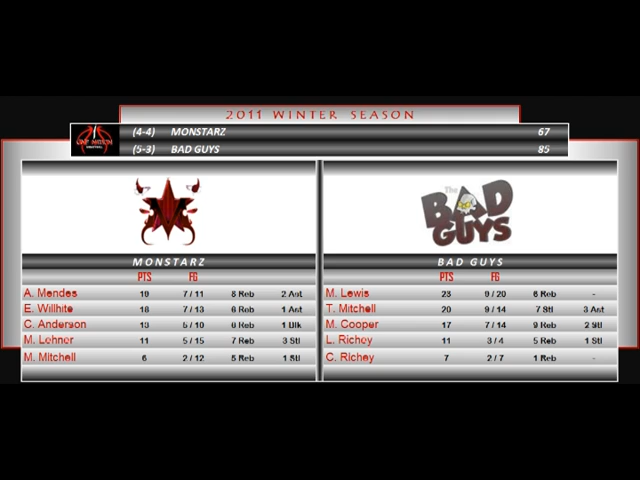 2011 WINTER SEASON
(4-4) MONSTARZ 67
(5-3) BAD GUYS 85
The
BAD
GUYS
MONSTARZ
PTS FG
A. Mendes 19 7 / 11 8 Reb 2 Ast
E. Willhite 18 7 / 13 6 Reb 1 Ast
C. Anderson 13 5 / 10 6 Reb 1 Blk
M. Lehner 11 5 / 15 7 Reb 3 Stl
M. Mitchell 6 2 / 12 5 Reb 1 Stl
BAD GUYS
PTS FG
M. Lewis 23 9 / 20 6 Reb -
T. Mitchell 20 9 / 14 7 Stl 3 Ast
M. Cooper 17 7 / 14 9 Reb 2 Stl
L. Richey 11 3 / 4 5 Reb 1 Stl
C. Richey 7 2 / 7 1 Reb -